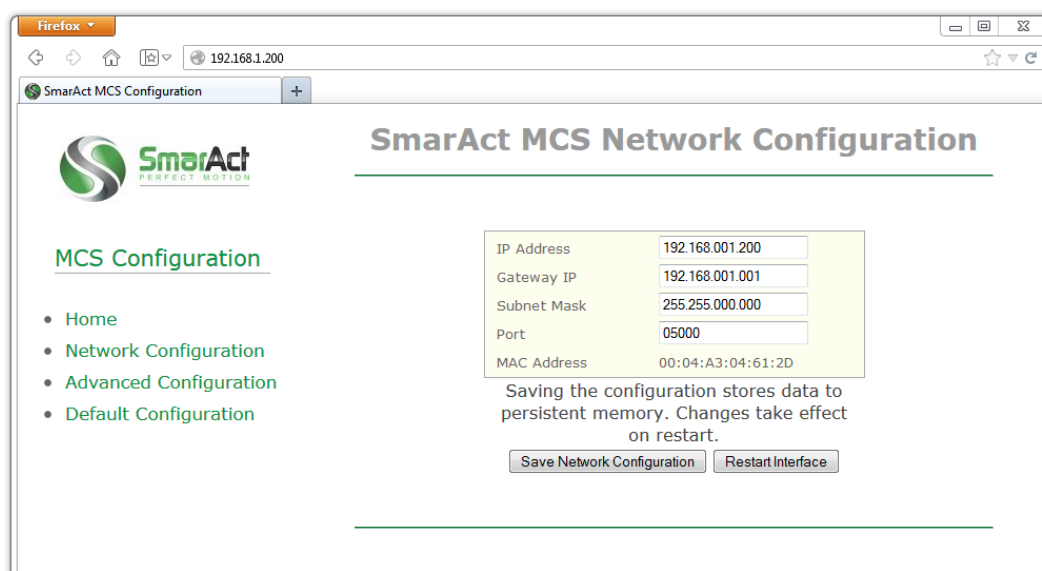 Firefox
192.168.1.200
SmarAct MCS Configuration
SmarAct
PERFECT MOTION
SmarAct MCS Network Configuration
MCS Configuration
Home
Network Configuration
Advanced Configuration
Default Configuration
IP Address 192.168.001.200
Gateway IP 192.168.001.001
Subnet Mask 255.255.000.000
Port 05000
MAC Address 00:04:A3:04:61:2D
Saving the configuration stores data to
persistent memory. Changes take effect
on restart.
Save Network Configuration Restart Interface